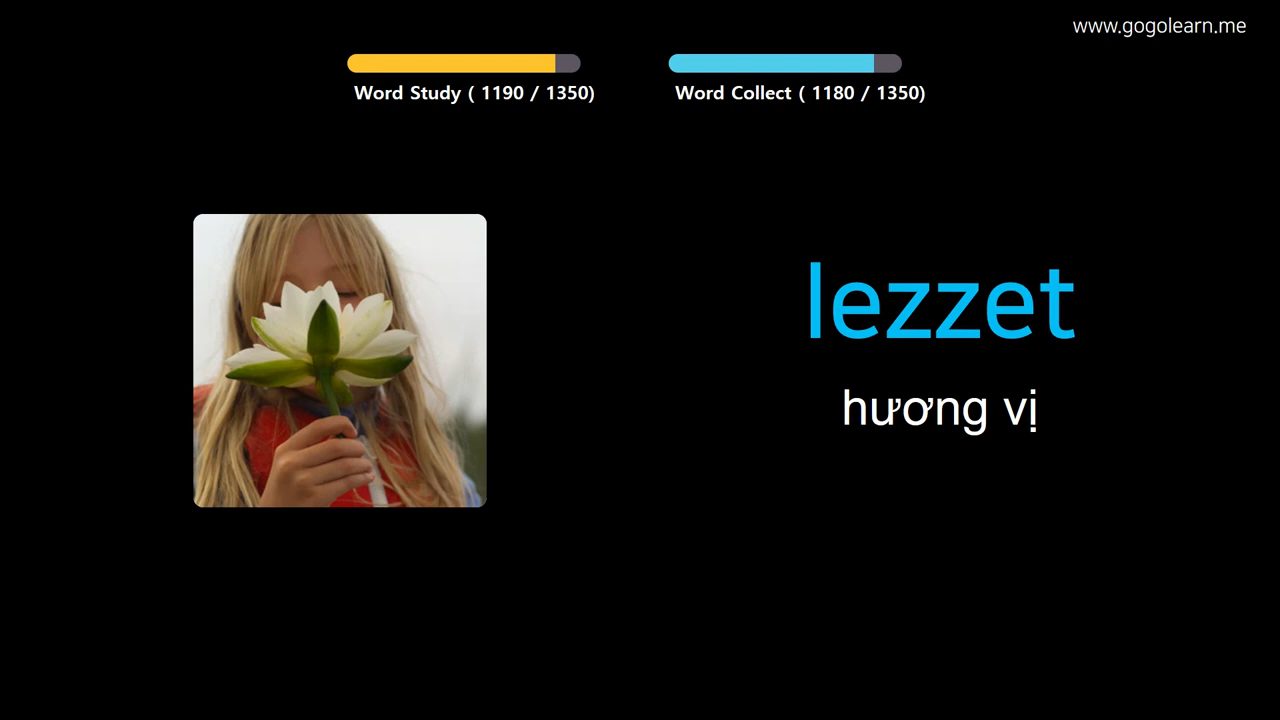 www.gogolearn.me
Word Study ( 1190 / 1350)
Word Collect ( 1180 / 1350)
lezzet
hương vị